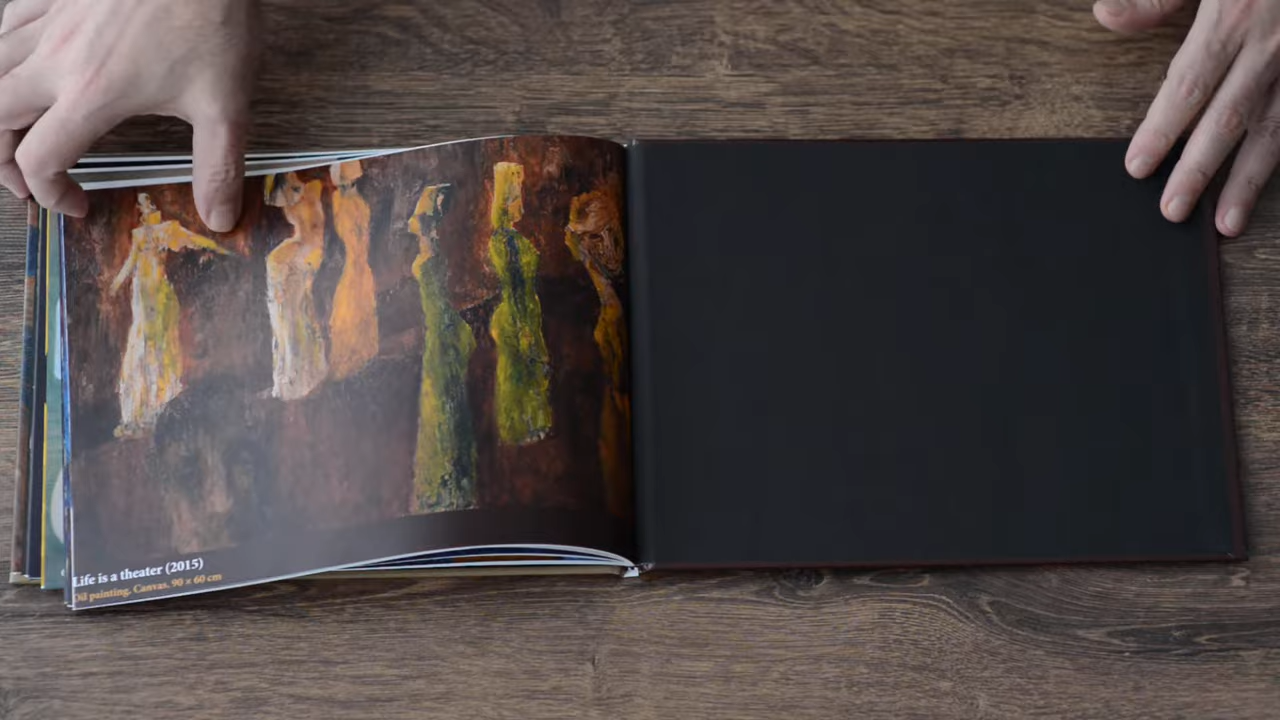 Life is a theater (2015)
Oil painting. Canvas. 90 × 60 cm